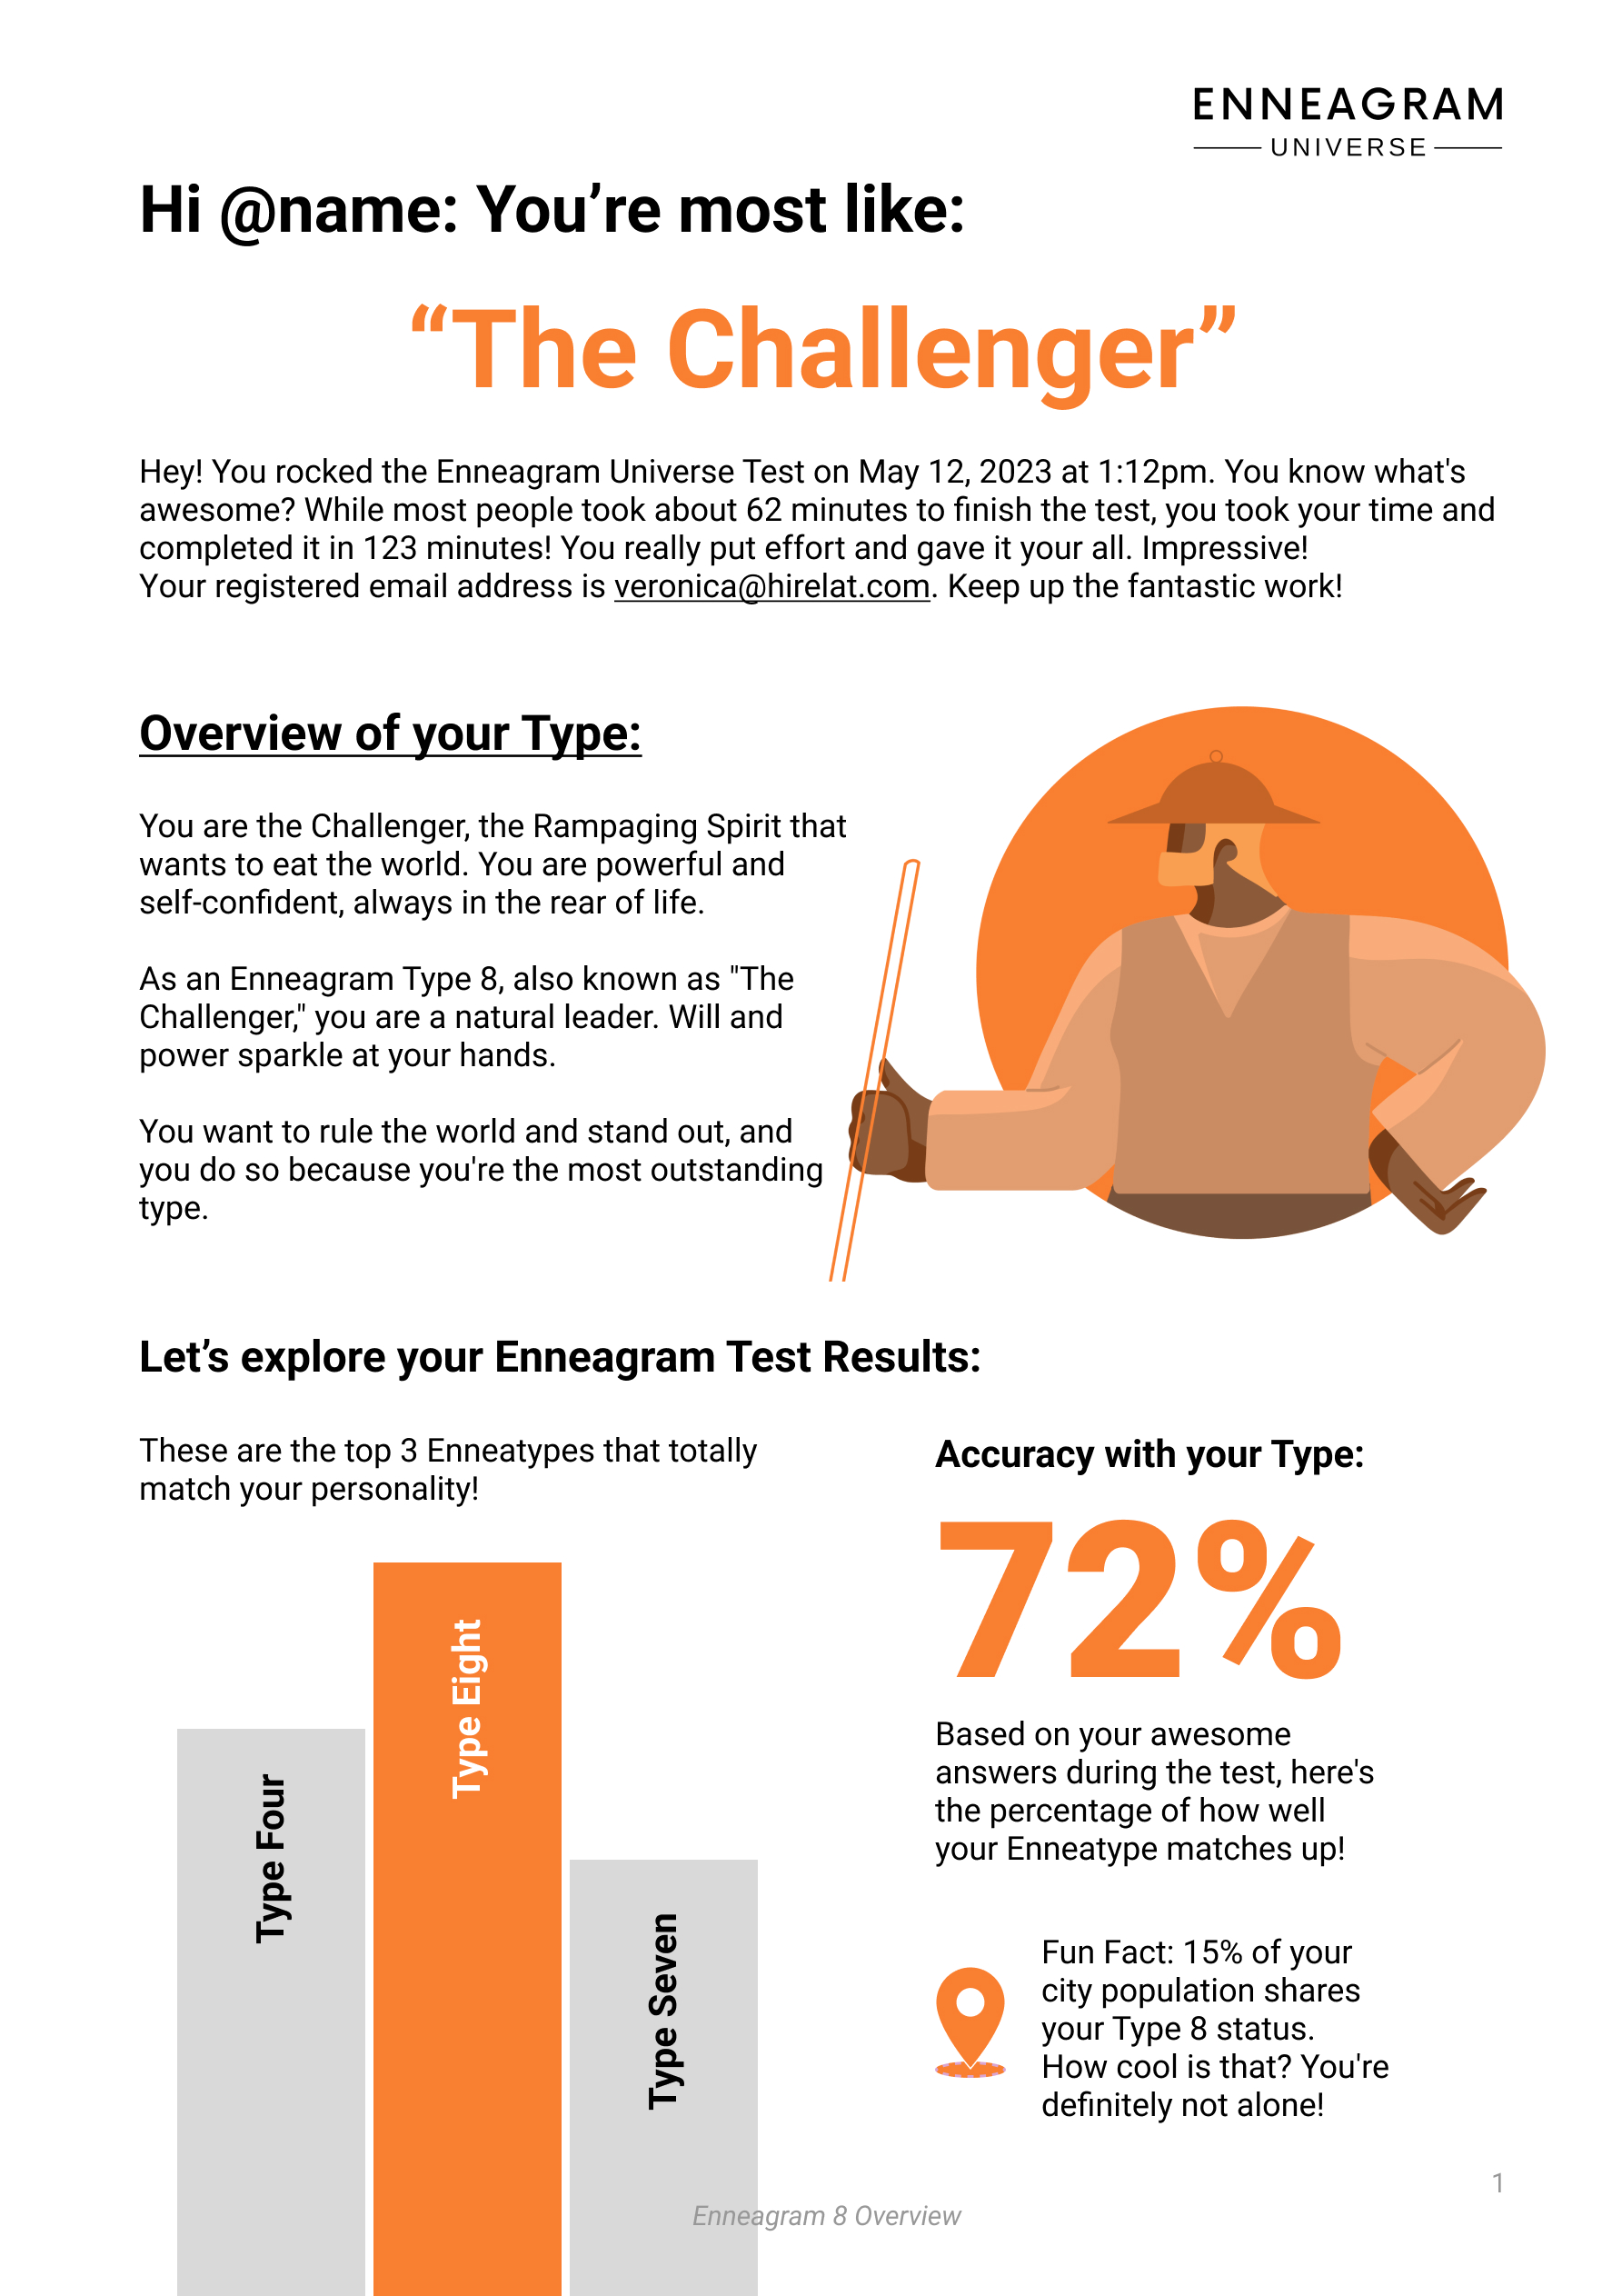 ENNEAGRAM
UNIVERSE
Hi @name: You’re most like:
“The Challenger”
Hey! You rocked the Enneagram Universe Test on May 12, 2023 at 1:12pm. You know what's
awesome? While most people took about 62 minutes to finish the test, you took your time and
completed it in 123 minutes! You really put effort and gave it your all. Impressive!
Your registered email address is veronica@hirelat.com. Keep up the fantastic work!
Overview of your Type:
You are the Challenger, the Rampaging Spirit that
wants to eat the world. You are powerful and
self-confident, always in the rear of life.
As an Enneagram Type 8, also known as "The
Challenger," you are a natural leader. Will and
power sparkle at your hands.
You want to rule the world and stand out, and
you do so because you're the most outstanding
type.
Let’s explore your Enneagram Test Results:
These are the top 3 Enneatypes that totally
match your personality!
Type Four
Type Eight
Type Seven
Accuracy with your Type:
72%
Based on your awesome
answers during the test, here's
the percentage of how well
your Enneatype matches up!
Fun Fact: 15% of your
city population shares
your Type 8 status.
How cool is that? You're
definitely not alone!
1
Enneagram 8 Overview